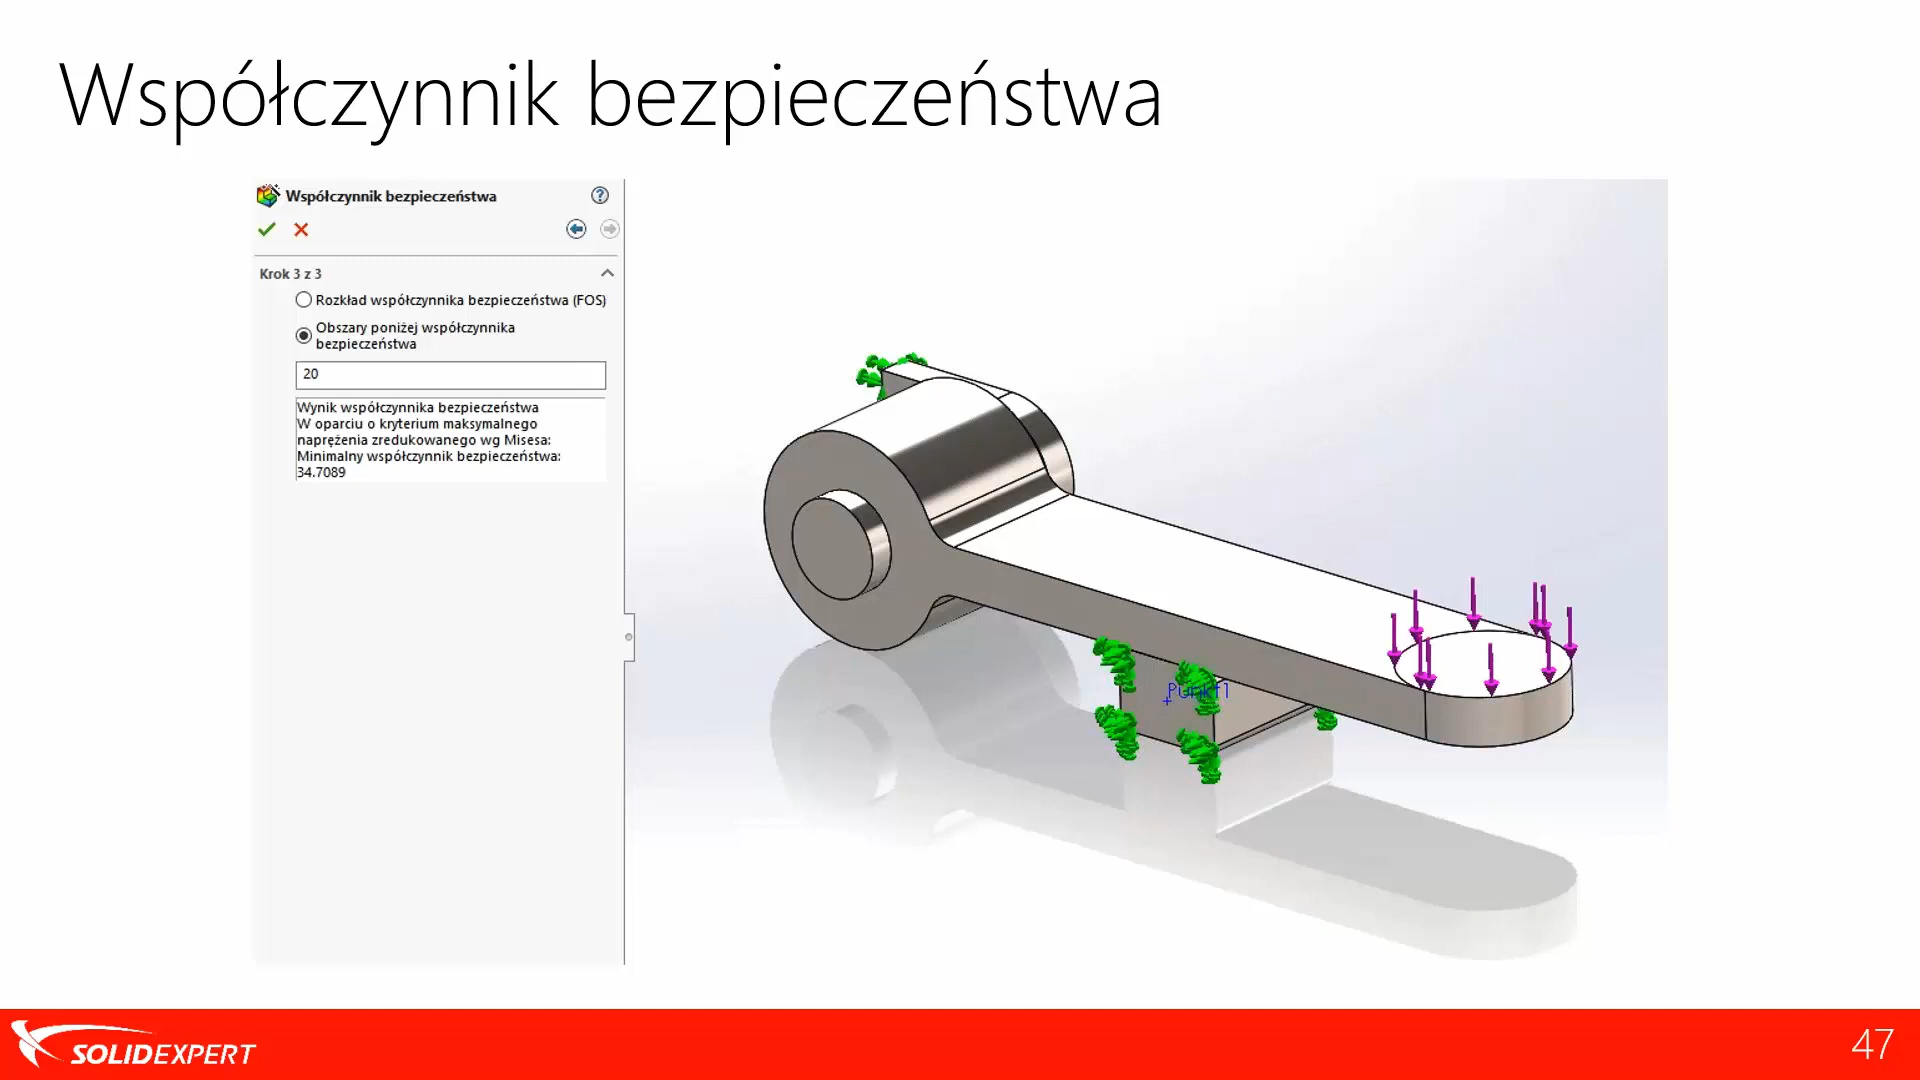 Współczynnik bezpieczeństwa
Współczynnik bezpieczeństwa
Krok 3 z 3
Rozkład współczynnika bezpieczeństwa (FOS)
Obszary poniżej współczynnika
bezpieczeństwa
20
Wynik współczynnika bezpieczeństwa
W oparciu o kryterium maksymalnego
naprężenia zredukowanego wg Misesa:
Minimalny współczynnik bezpieczeństwa:
34.7089
Punkt1
SOLIDEXPERT
47